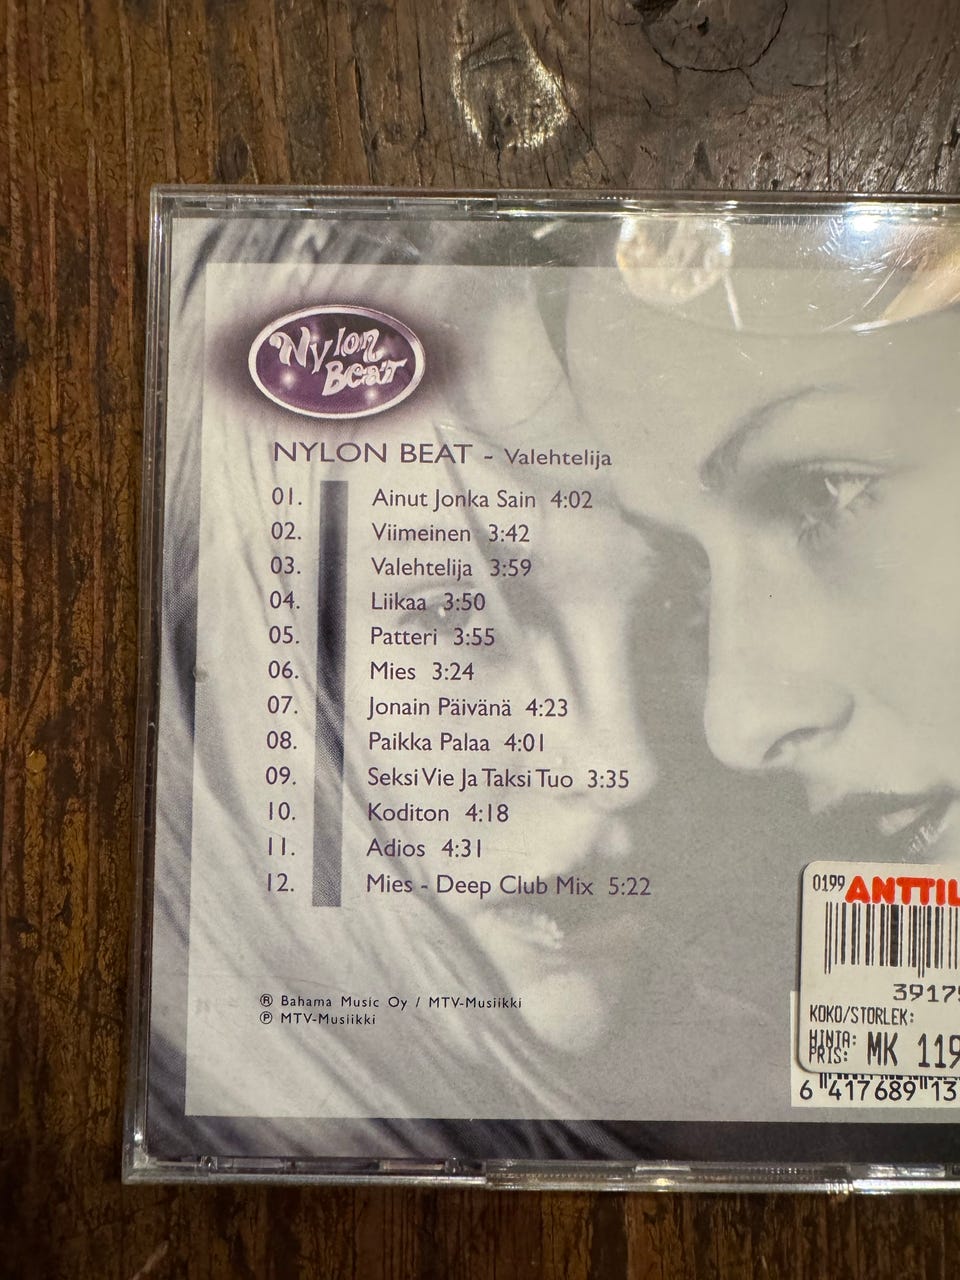 Nylon
Beat
NYLON BEAT - Valehtelija
01. Ainut Jonka Sain 4:02
02. Viimeinen 3:42
03. Valehtelija 3:59
04. Liikaa 3:50
05. Patteri 3:55
06. Mies 3:24
07. Jonain Päivänä 4:23
08. Paikka Palaa 4:01
09. Seksi Vie Ja Taksi Tuo 3:35
10. Koditon 4:18
11. Adios 4:31
12. Mies - Deep Club Mix 5:22
Ⓡ Bahama Music Oy / MTV-Musiikki
Ⓟ MTV-Musiikki
0199 ANTTIL
3917
KOKO/STORLEK:
HINTA:
PRIS: MK 119
6 417689 13